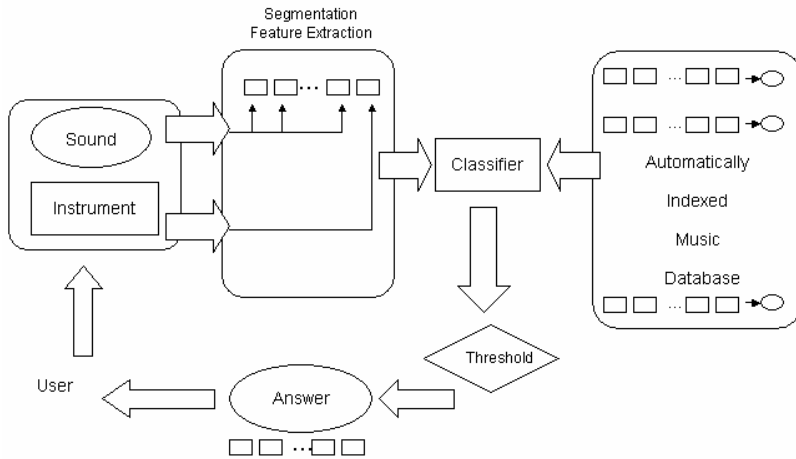 Segmentation
Feature Extraction
...
Sound
Instrument
Classifier
...
...
Automatically
Indexed
Music
Database
...
Threshold
User
Answer
...